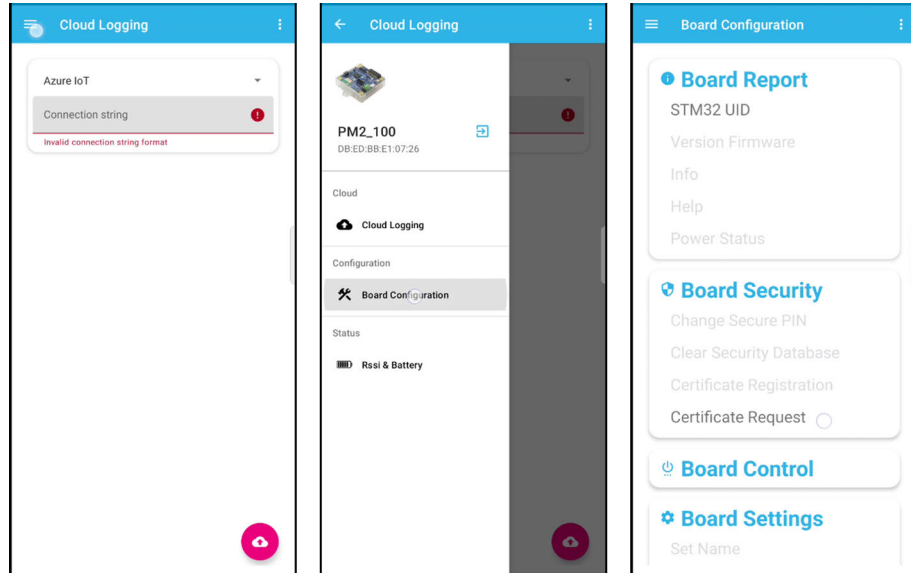 Cloud Logging
Azure IoT
Connection string
Invalid connection string format
Cloud Logging
PM2_100
DB:ED:BB:E1:07:26
Cloud
Cloud Logging
Configuration
Board Configuration
Status
Rssi & Battery
Board Configuration
Board Report
STM32 UID
Version Firmware
Info
Help
Power Status
Board Security
Change Secure PIN
Clear Security Database
Certificate Registration
Certificate Request
Board Control
Board Settings
Set Name